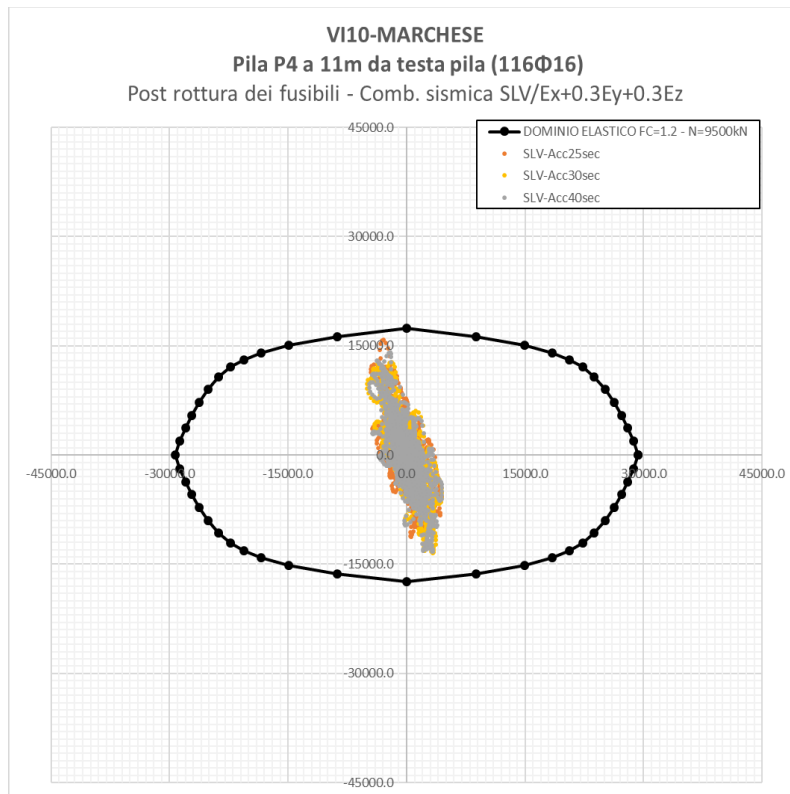 VI10-MARCHESE
Pila P4 a 11m da testa pila (116Φ16)
Post rottura dei fusibili - Comb. sismica SLV/Ex+0.3Ey+0.3Ez
45000.0
DOMINIO ELASTICO FC=1.2 - N=9500kN
SLV-Acc25sec
SLV-Acc30sec
SLV-Acc40sec
30000.0
15000.0
0.0
-45000.0 -30000.0 -15000.0 0.0 15000.0 30000.0 45000.0
-15000.0
-30000.0
-45000.0